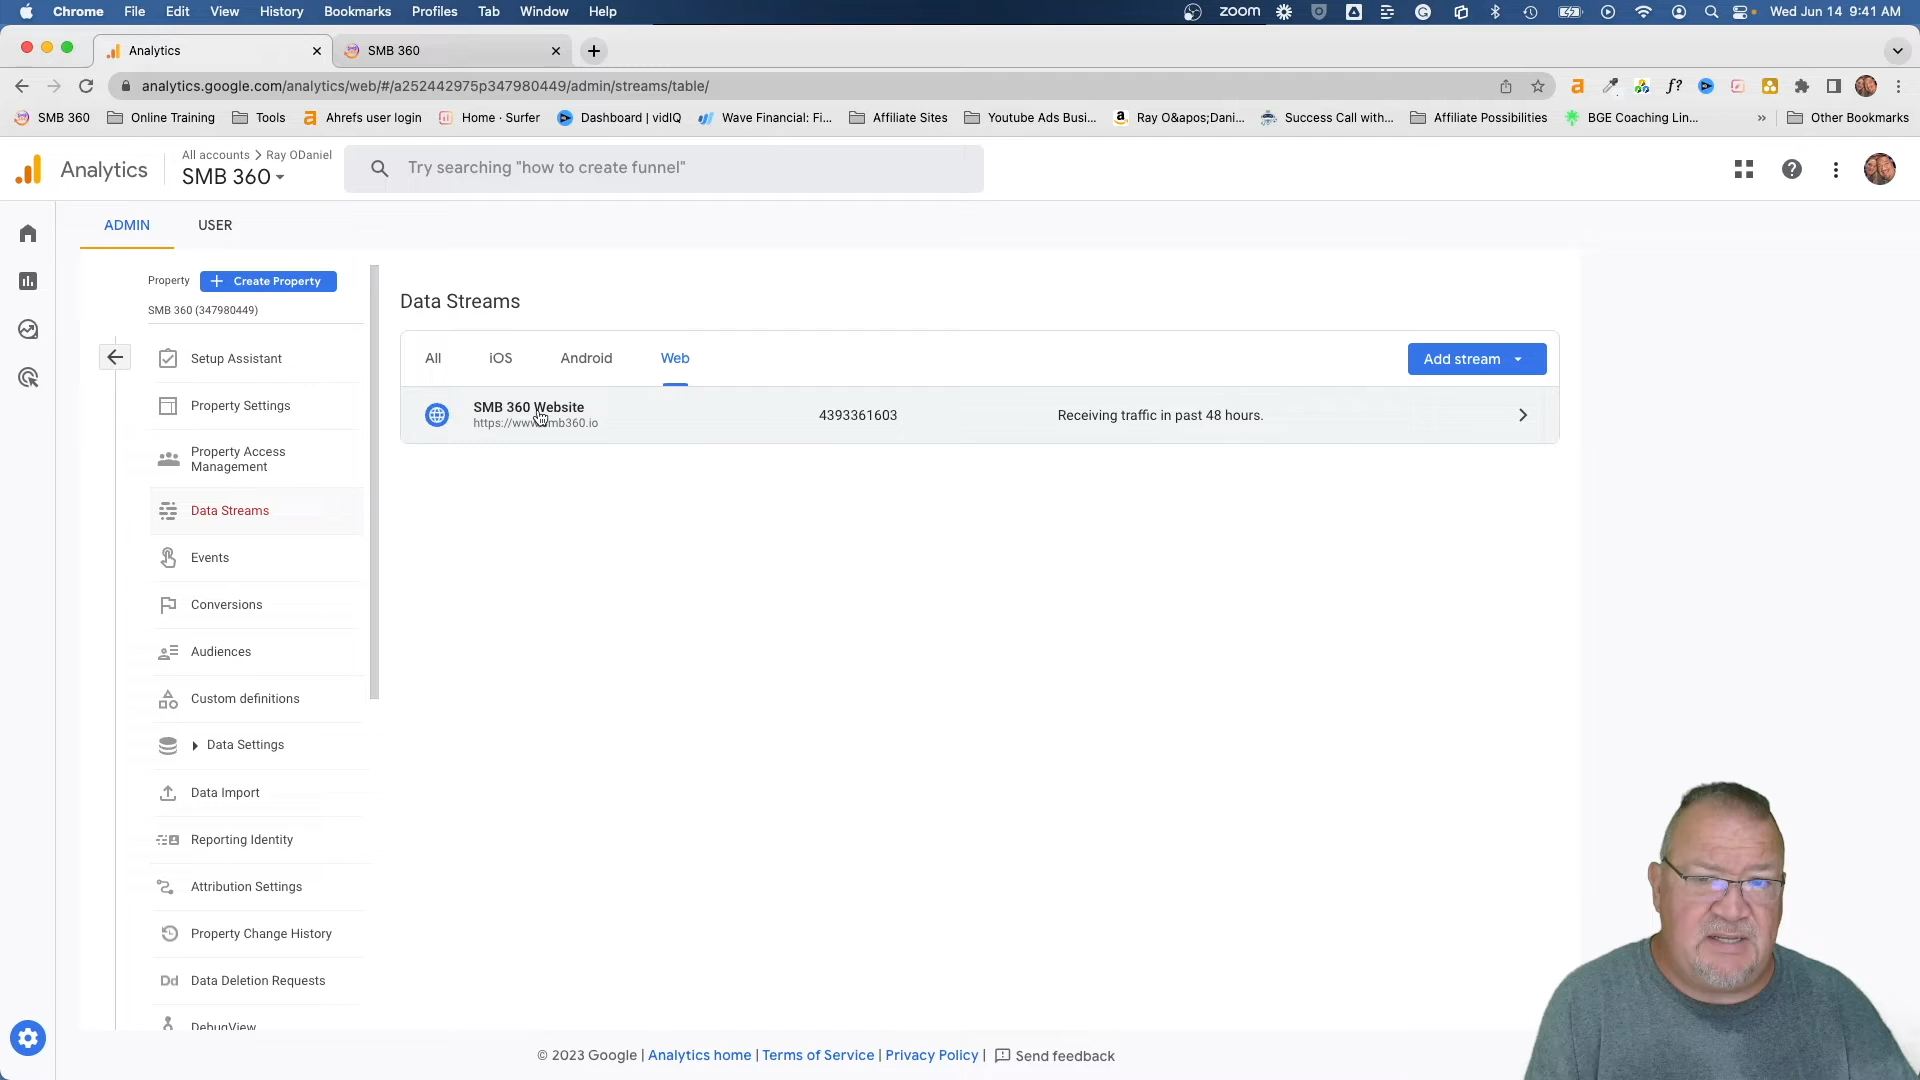 Chrome File Edit View History Bookmarks Profiles Tab Window Help zoom Wed Jun 14 9:41 AM
Analytics SMB 360
analytics.google.com/analytics/web/#/a252442975p347980449/admin/streams/table/
SMB 360 Online Training Tools Ahrefs user login Home · Surfer Dashboard | vidIQ Wave Financial: Fi... Affiliate Sites Youtube Ads Busi... Ray O&apos;Dani... Success Call with... Affiliate Possibilities BGE Coaching Lin... » Other Bookmarks
All accounts > Ray ODaniel
Analytics SMB 360 Try searching "how to create funnel"
ADMIN USER
Property + Create Property
SMB 360 (347980449)
Data Streams
Setup Assistant
All iOS Android Web Add stream
Property Settings
SMB 360 Website
https://www.smb360.io
4393361603 Receiving traffic in past 48 hours.
Property Access
Management
Data Streams
Events
Conversions
Audiences
Custom definitions
Data Settings
Data Import
Reporting Identity
Attribution Settings
Property Change History
Dd Data Deletion Requests
DebugView
© 2023 Google | Analytics home | Terms of Service | Privacy Policy | Send feedback